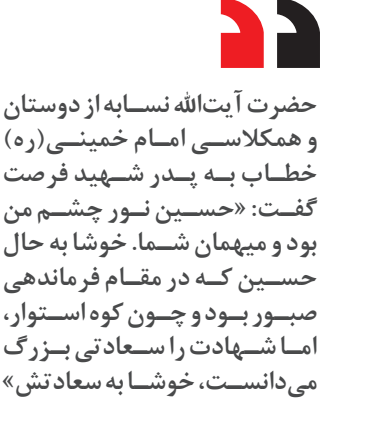 حضرت آیت‌الله نسابه از دوستان
و همکلاسی امام خمینی(ره)
خطاب به پدر شهید فرصت
گفت: «حسین نور چشم من
بود و میهمان شما. خوشا به حال
حسین که در مقام فرماندهی
صبور بود و چون کوه استوار،
اما شهادت را سعادتی بزرگ
می‌دانست، خوشا به سعادتش»